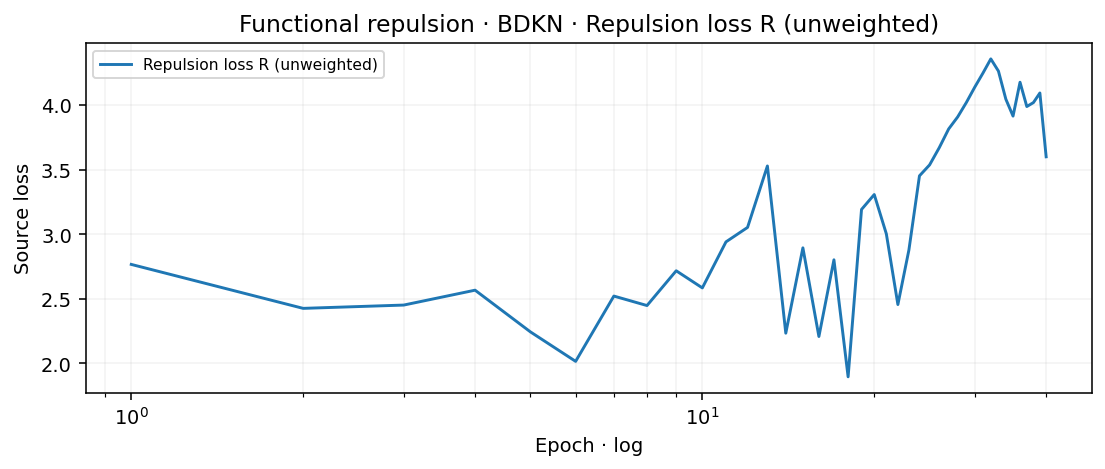 Functional repulsion · BDKN · Repulsion loss R (unweighted)
Repulsion loss R (unweighted)
Source loss
4.0
3.5
3.0
2.5
2.0
10⁰
10¹
Epoch · log